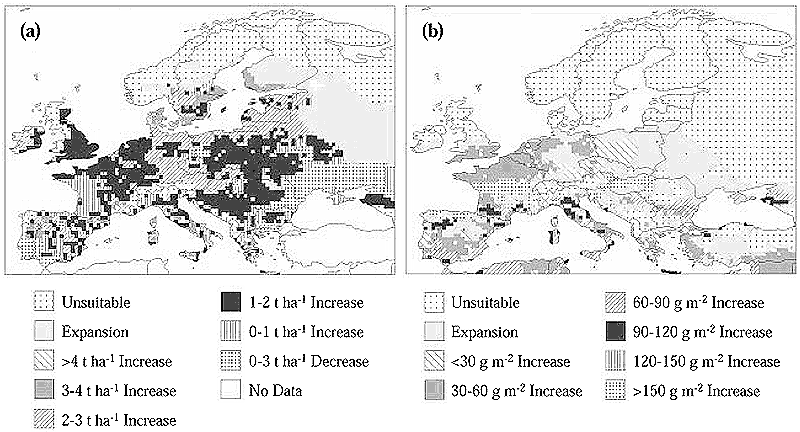 (a)
(b)
Unsuitable
Expansion
>4 t ha⁻¹ Increase
3-4 t ha⁻¹ Increase
2-3 t ha⁻¹ Increase
1-2 t ha⁻¹ Increase
0-1 t ha⁻¹ Increase
0-3 t ha⁻¹ Decrease
No Data
Unsuitable
Expansion
<30 g m⁻² Increase
30-60 g m⁻² Increase
60-90 g m⁻² Increase
90-120 g m⁻² Increase
120-150 g m⁻² Increase
>150 g m⁻² Increase